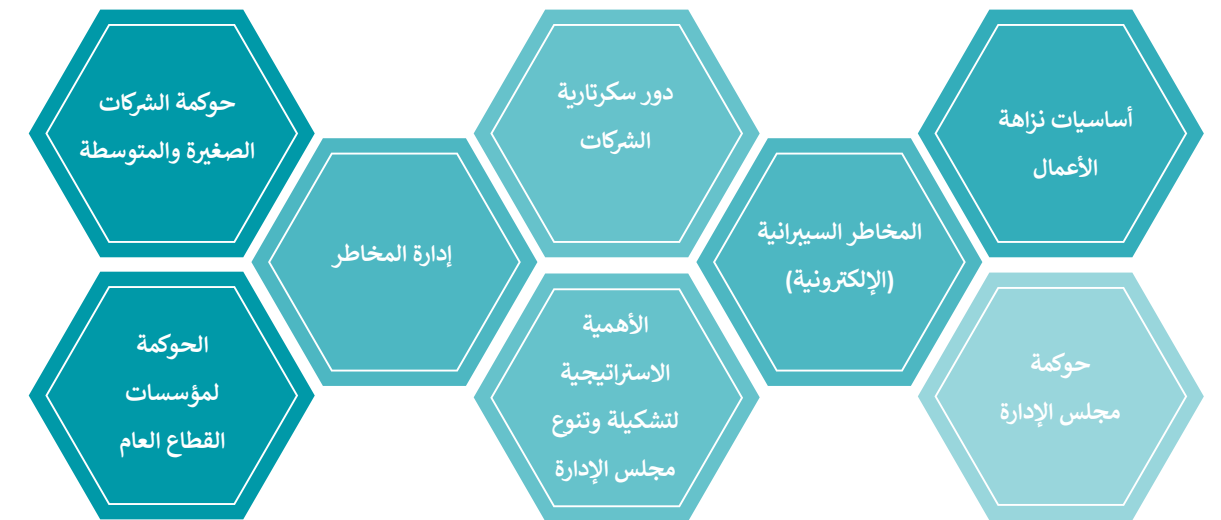 أساسيات نزاهة
الأعمال
دور سكرتارية
الشركات
حوكمة الشركات
الصغيرة والمتوسطة
المخاطر السيبرانية
(الإلكترونية)
إدارة المخاطر
حوكمة
مجلس الإدارة
الأهمية
الاستراتيجية
لتشكيلة وتنوع
مجلس الإدارة
الحوكمة
لمؤسسات
القطاع العام